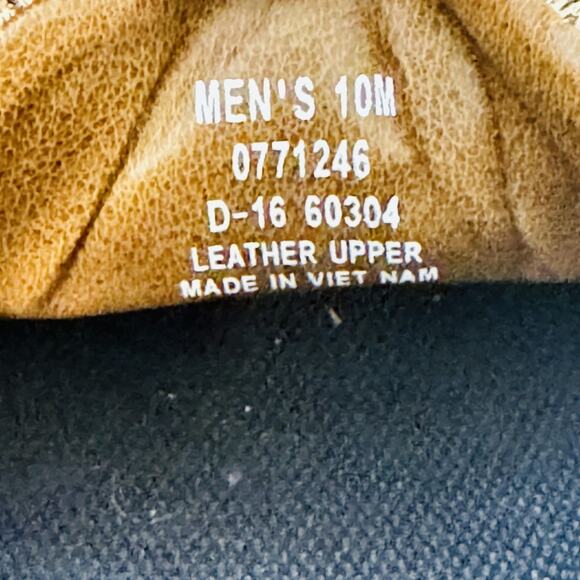 MEN'S 10M
0771246
D-16 60304
LEATHER UPPER
MADE IN VIET NAM